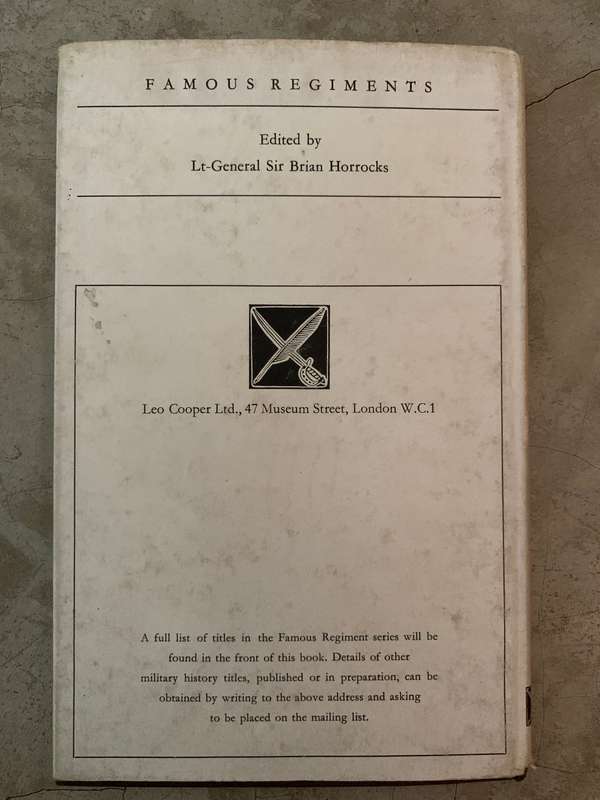 FAMOUS REGIMENTS
Edited by
Lt-General Sir Brian Horrocks
Leo Cooper Ltd., 47 Museum Street, London W.C.1
A full list of titles in the Famous Regiment series will be
found in the front of this book. Details of other
military history titles, published or in preparation, can be
obtained by writing to the above address and asking
to be placed on the mailing list.